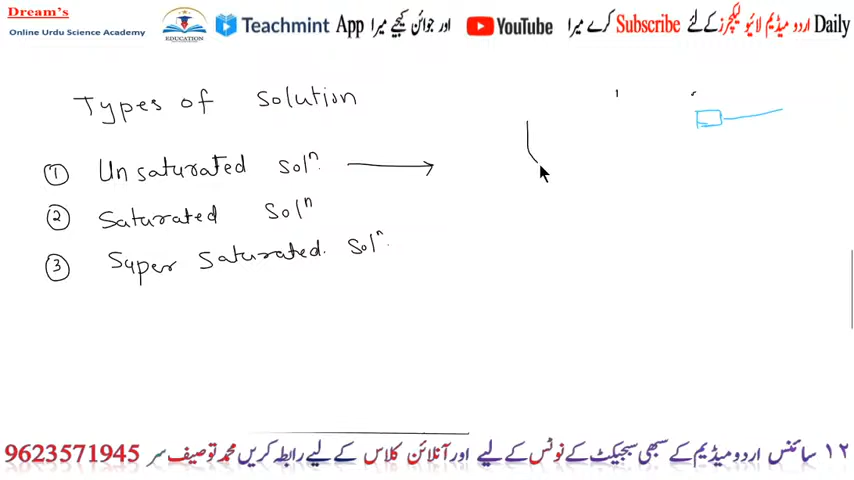 Dream's
Online Urdu Science Academy
EDUCATION
Teachmint App اور جوائن کیجیے میرا YouTube کرے میرا Subscribe اردو میڈیم لائیو لیکچرز کے لئے Daily
Types of solution
① Unsaturated solⁿ.
② Saturated solⁿ
③ Super saturated. solⁿ.
۱۲ سائنس اردو میڈیم کے سبھی سبجیکٹ کے نوٹس کے لیے اور آنلائن کلاس کے لیے رابطہ کریں محمد توصیف سر 9623571945